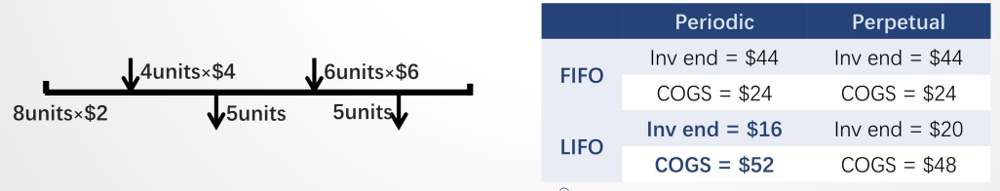 4units×$4
6units×$6
8units×$2
5units
5units
Periodic Perpetual
FIFO
Inv end = $44 Inv end = $44
COGS = $24 COGS = $24
LIFO
Inv end = $16 Inv end = $20
COGS = $52 COGS = $48